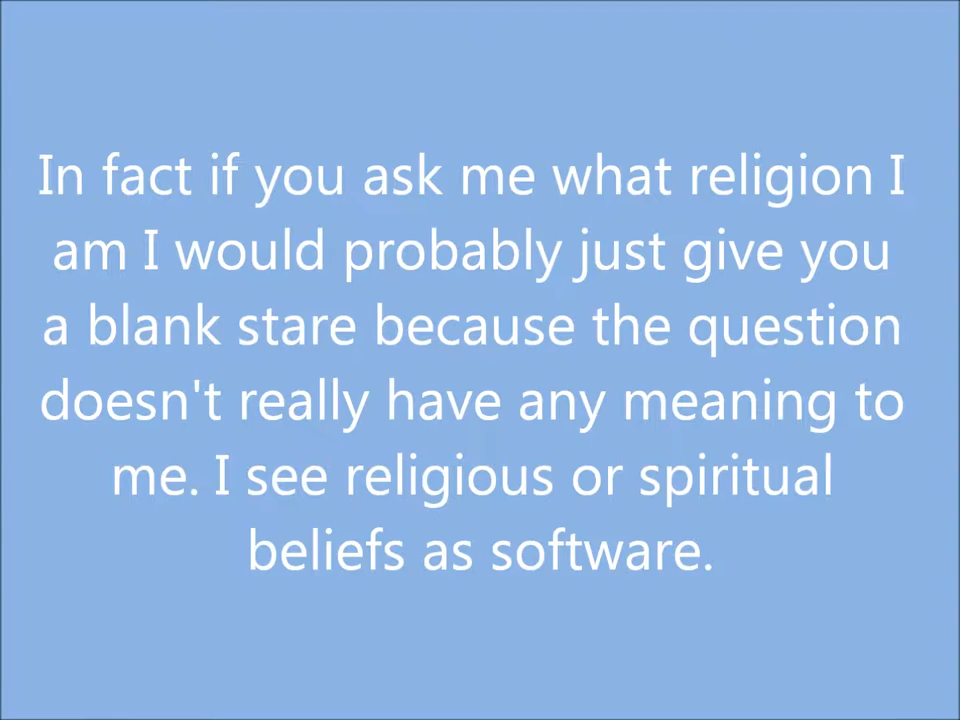 In fact if you ask me what religion I
am I would probably just give you
a blank stare because the question
doesn't really have any meaning to
me. I see religious or spiritual
beliefs as software.